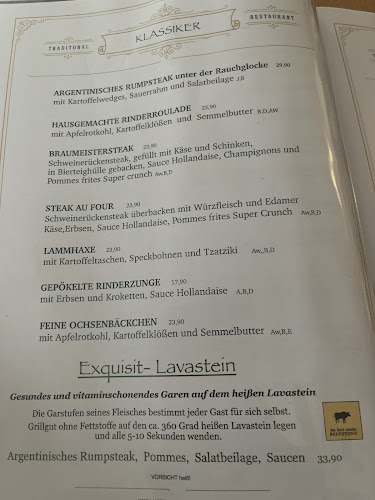 KLASSIKER
TRADITONAL
RESTAURANT
ARGENTINISCHES RUMPSTEAK unter der Rauchglocke 29,90
mit Kartoffelwedges, Sauerrahm und Salatbeilage J,B
HAUSGEMACHTE RINDERROULADE 23,90
mit Apfelrotkohl, Kartoffelklößen und Semmelbutter B,D,AW
BRAUMEISTERSTEAK 23,90
Schweinerückensteak, gefüllt mit Käse und Schinken,
in Bierteighülle gebacken, Sauce Hollandaise, Champignons und
Pommes frites Super crunch Aw,B,D
STEAK AU FOUR 23,90
Schweinerückensteak überbacken mit Würzfleisch und Edamer
Käse,Erbsen, Sauce Hollandaise, Pommes frites Super Crunch Aw,B,D
LAMMHAXE 23,90
mit Kartoffeltaschen, Speckbohnen und Tzatziki Aw,,B,D
GEPÖKELTE RINDERZUNGE 17,90
mit Erbsen und Kroketten, Sauce Hollandaise A,B,D
FEINE OCHSENBÄCKCHEN 23,90
mit Apfelrotkohl, Kartoffelklößen und Semmelbutter Aw,B,E
Exquisit- Lavastein
Gesundes und vitaminschonendes Garen auf dem heißen Lavastein
Die Garstufen seines Fleisches bestimmt jeder Gast für sich selbst.
Grillgut ohne Fettstoffe auf den ca. 360 Grad heißen Lavastein legen
und alle 5-10 Sekunden wenden.
Argentinisches Rumpsteak, Pommes, Salatbeilage, Saucen 33.90
VORSICHT heiß!